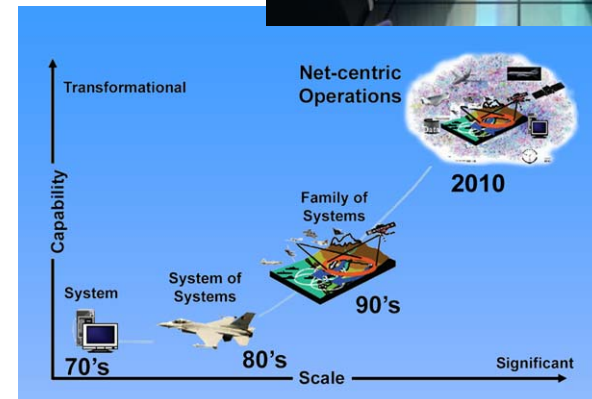 Transformational
Net-centric
Operations
2010
Capability
Family of
Systems
90's
System of
Systems
80's
System
70's
Scale
Significant